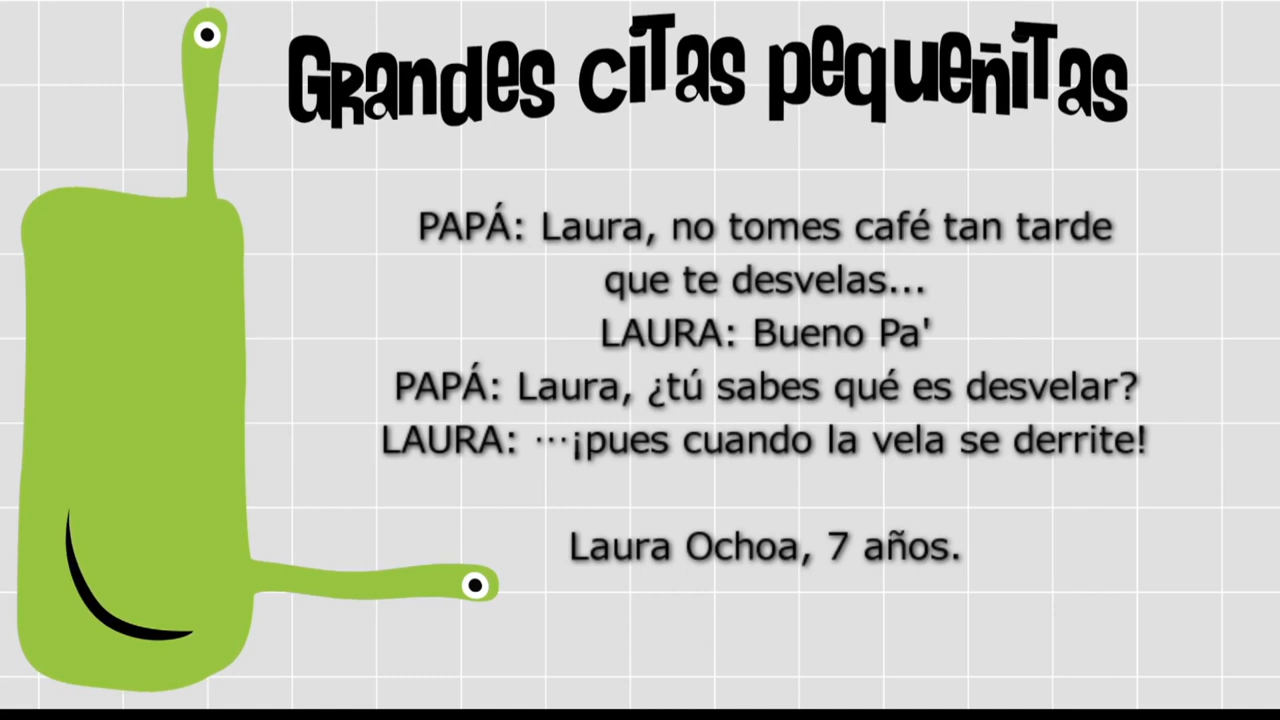 Grandes citas pequeñitas
PAPÁ: Laura, no tomes café tan tarde
que te desvelas...
LAURA: Bueno Pa'
PAPÁ: Laura, ¿tú sabes qué es desvelar?
LAURA: ···¡pues cuando la vela se derrite!
Laura Ochoa, 7 años.